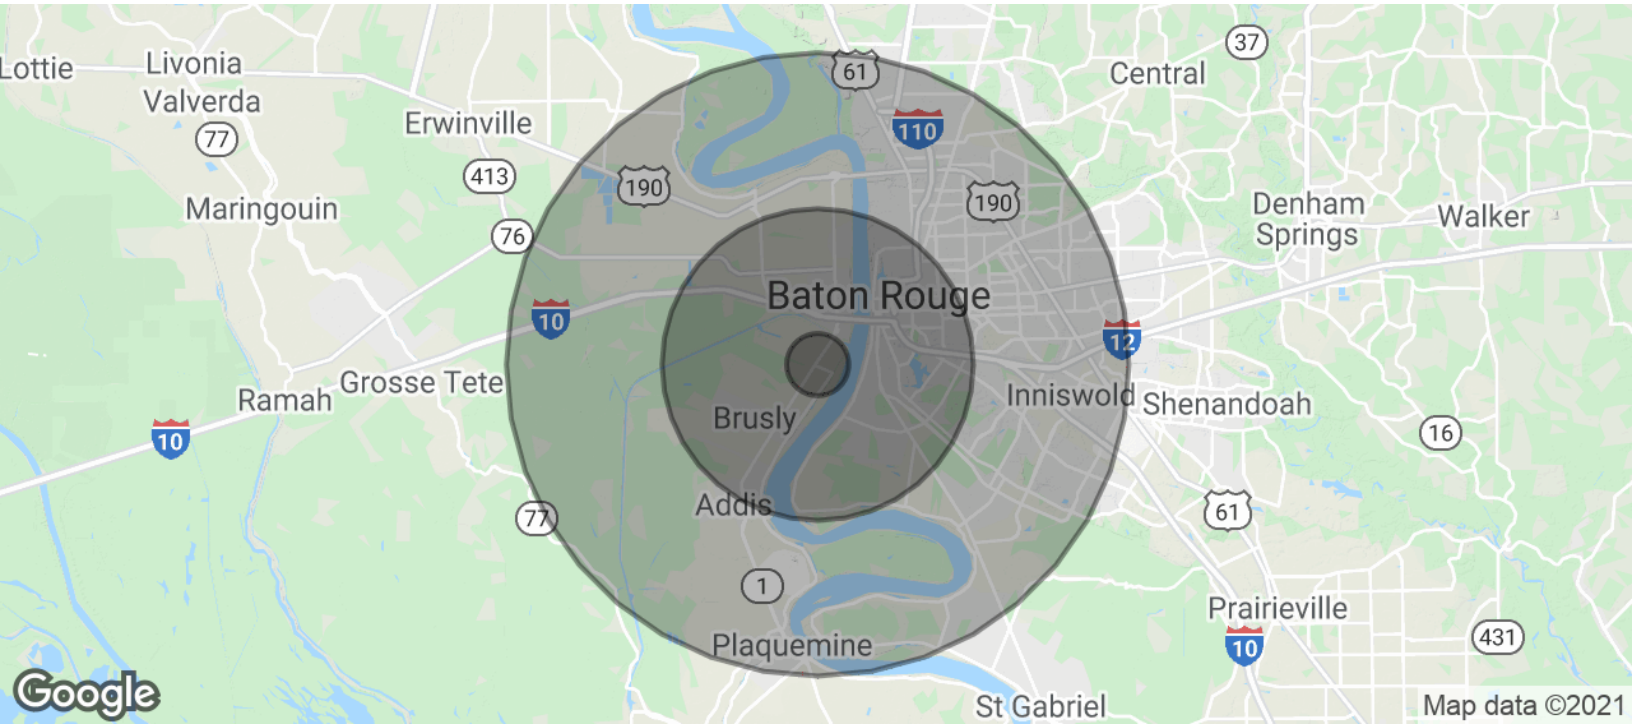 37
61
Livonia
Lottie
Central
Valverda
Erwinville
110
77
413
190
190
Maringouin
Denham
Springs
Walker
76
Baton Rouge
10
12
Grosse Tete
Inniswold
Ramah
Shenandoah
Brusly
10
16
Addis
61
77
1
Prairieville
431
Plaquemine
10
Google
St Gabriel
Map data ©2021